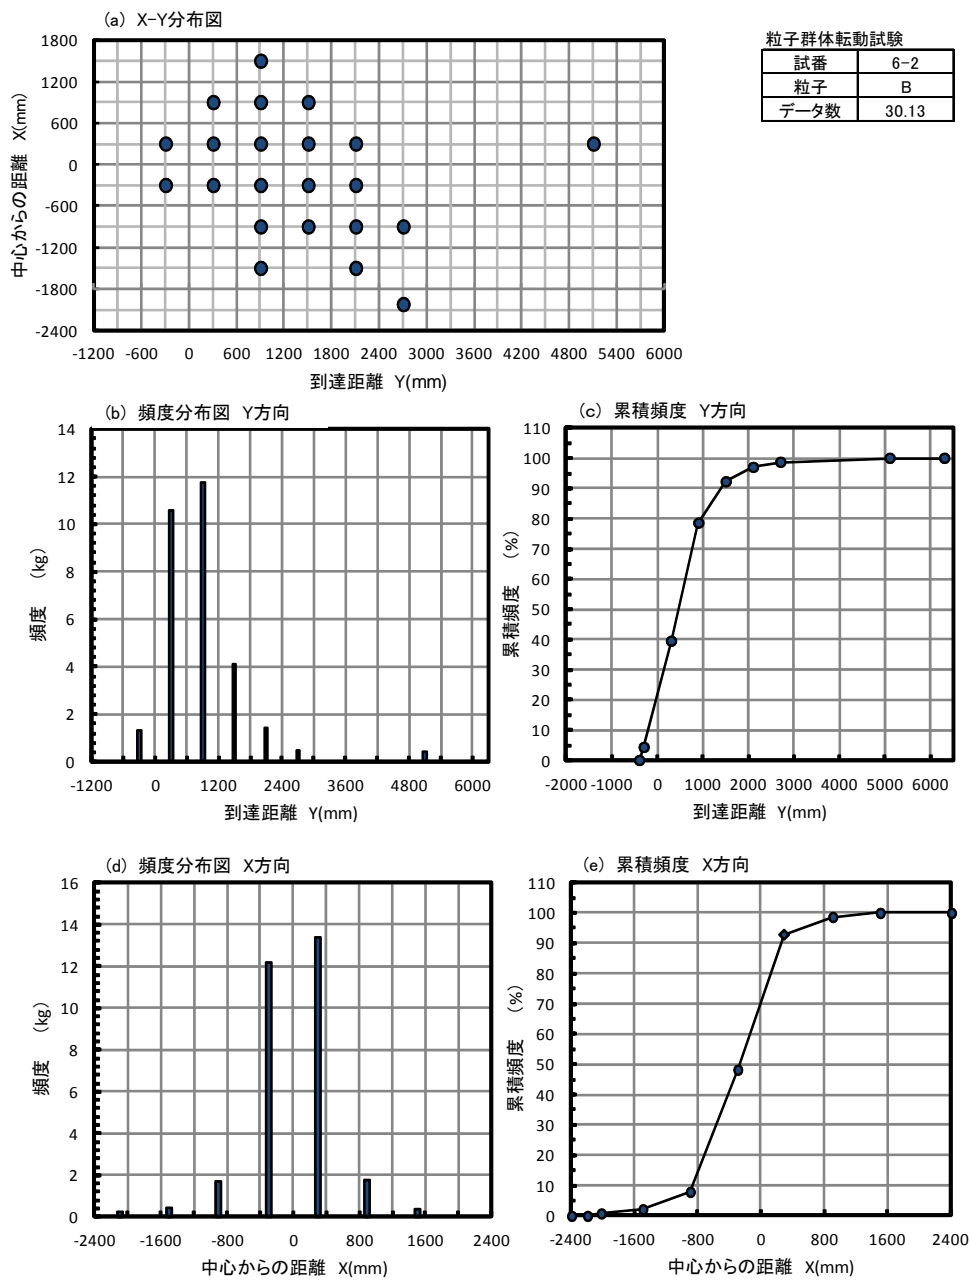 (a) X-Y分布図
粒子群体転動試験
試番 6-2
粒子 B
データ数 30.13
1800
1200
600
0
-600
-1200
-1800
-2400
中心からの距離 X(mm)
-1200 -600 0 600 1200 1800 2400 3000 3600 4200 4800 5400 6000
到達距離 Y(mm)
(b) 頻度分布図 Y方向
14
12
10
8
6
4
2
0
頻度 (kg)
-1200 0 1200 2400 3600 4800 6000
到達距離 Y(mm)
(c) 累積頻度 Y方向
110
100
90
80
70
60
50
40
30
20
10
0
累積頻度 (%)
-2000 -1000 0 1000 2000 3000 4000 5000 6000
到達距離 Y(mm)
(d) 頻度分布図 X方向
16
14
12
10
8
6
4
2
0
頻度 (kg)
-2400 -1600 -800 0 800 1600 2400
中心からの距離 X(mm)
(e) 累積頻度 X方向
110
100
90
80
70
60
50
40
30
20
10
0
累積頻度 (%)
-2400 -1600 -800 0 800 1600 2400
中心からの距離 X(mm)